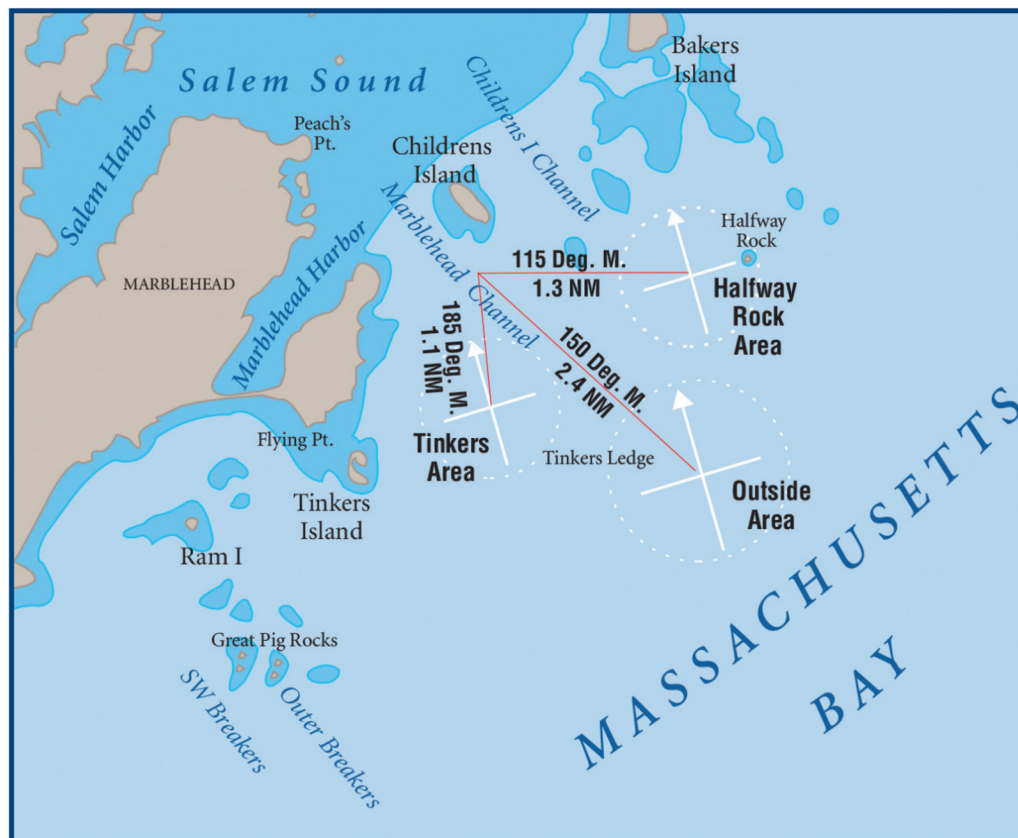 Bakers
Island
Salem Sound
Childrens I Channel
Peach's
Pt.
Childrens
Island
Salem Harbor
Marblehead Channel
Halfway
Rock
Marblehead Harbor
115 Deg. M.
1.3 NM
MARBLEHEAD
Halfway
Rock
Area
185 Deg. M.
1.1 NM
150 Deg. M.
2.4 NM
Flying Pt.
Tinkers
Area
Tinkers Ledge
Outside
Area
Tinkers
Island
Ram I
MASSACHUSETTS
BAY
Great Pig Rocks
SW Breakers
Outer Breakers